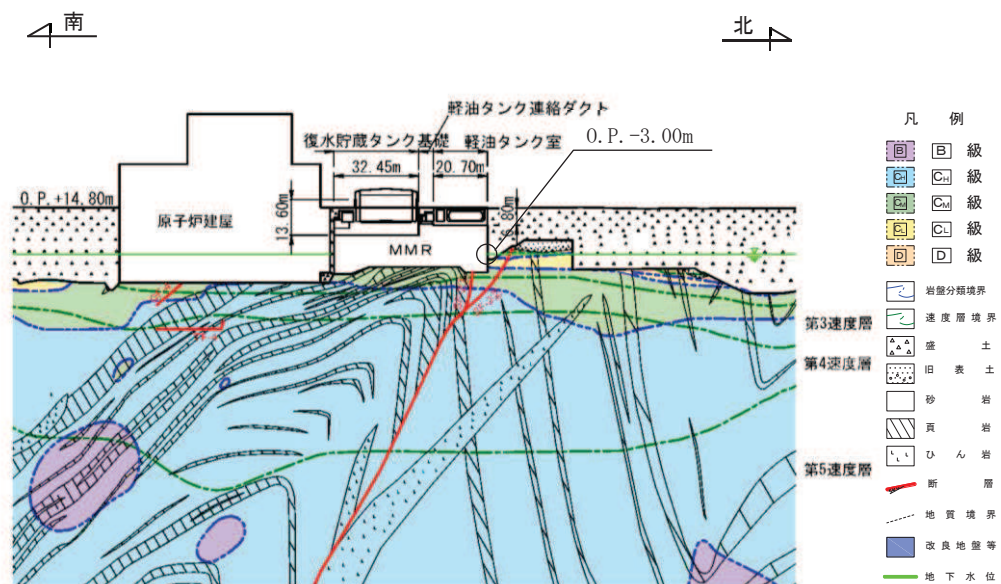 南
北
軽油タンク連絡ダクト
復水貯蔵タンク基礎
軽油タンク室
O.P.-3.00m
32.45m
20.70m
O.P.+14.80m
13.60m
6.80m
原子炉建屋
MMR
第3速度層
第4速度層
第5速度層
凡 例
B B 級
CH CH 級
CM CM 級
CL CL 級
D D 級
岩盤分類境界
速度層境界
盛 土
旧 表 土
砂 岩
頁 岩
ひ ん 岩
断 層
地 質 境 界
改 良 地 盤 等
地 下 水 位